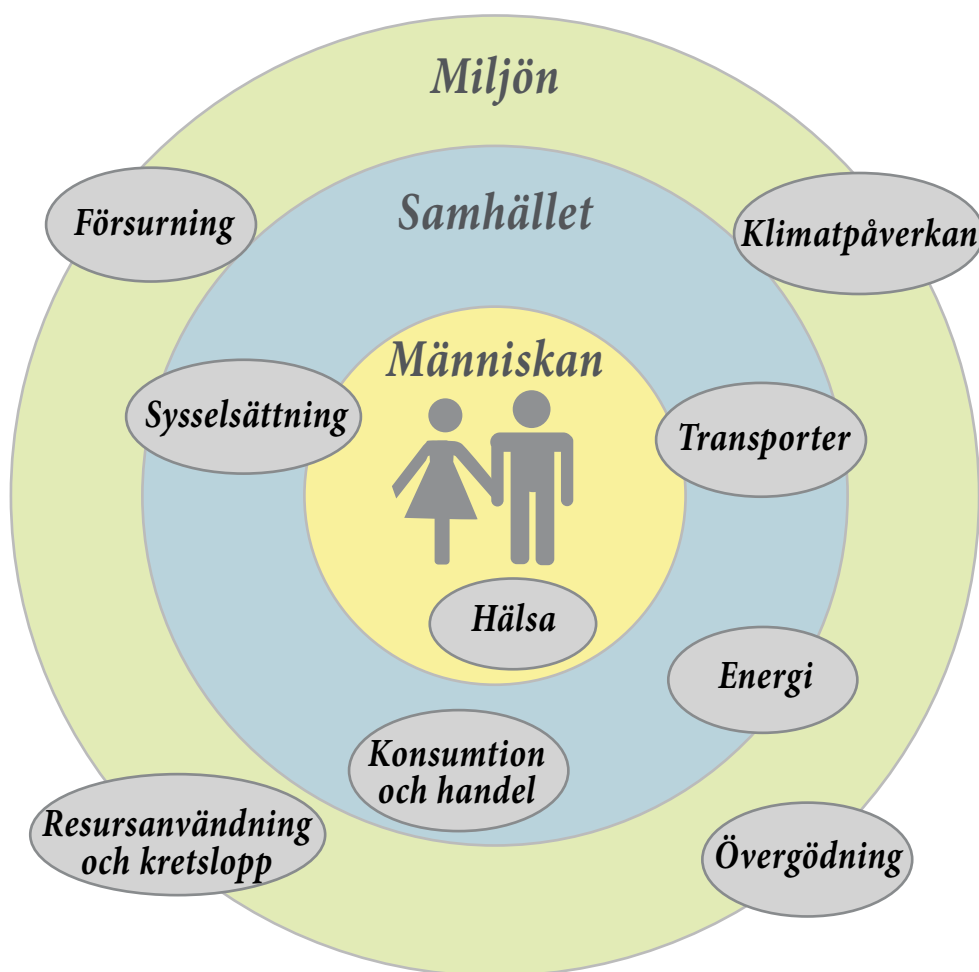 Miljön
Försurning
Samhället
Klimatpåverkan
Människan
Sysselsättning
Transporter
Hälsa
Energi
Konsumtion
och handel
Resursanvändning
och kretslopp
Övergödning